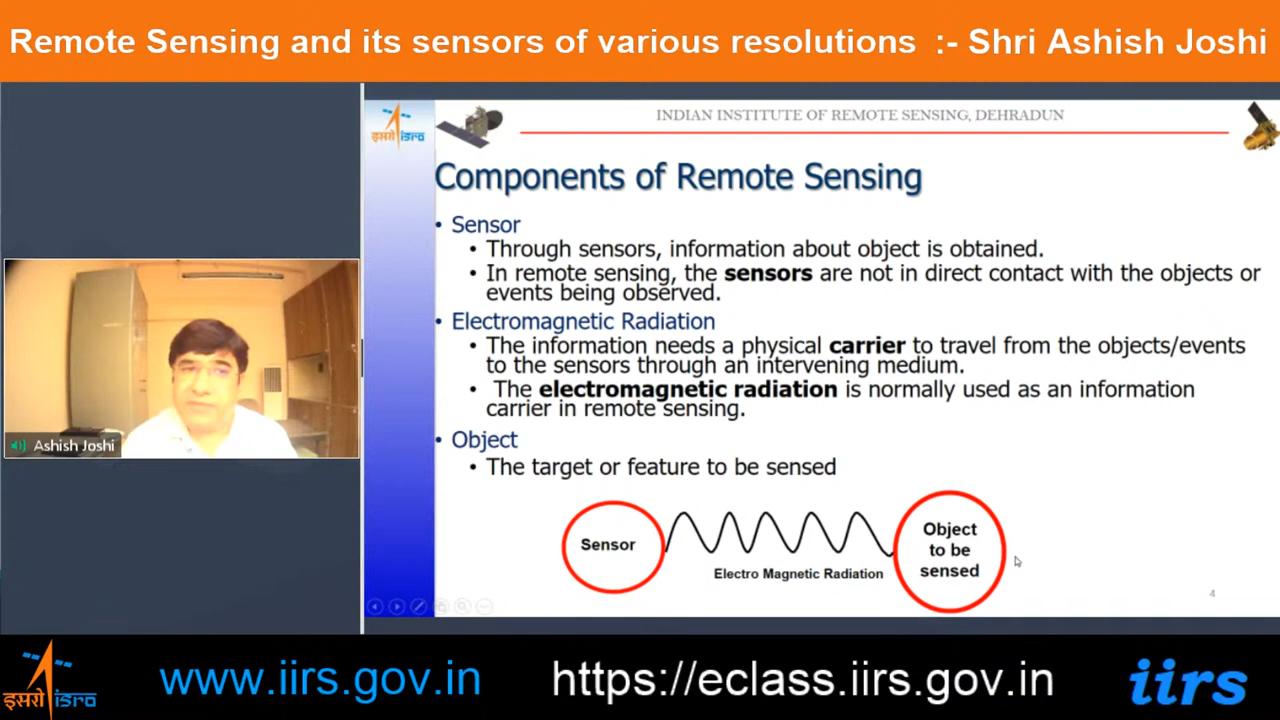 Remote Sensing and its sensors of various resolutions :- Shri Ashish Joshi
इसरो isro
INDIAN INSTITUTE OF REMOTE SENSING, DEHRADUN
Components of Remote Sensing
• Sensor
• Through sensors, information about object is obtained.
• In remote sensing, the sensors are not in direct contact with the objects or
events being observed.
• Electromagnetic Radiation
• The information needs a physical carrier to travel from the objects/events
to the sensors through an intervening medium.
• The electromagnetic radiation is normally used as an information
carrier in remote sensing.
• Object
• The target or feature to be sensed
Sensor
Electro Magnetic Radiation
Object
to be
sensed
4
Ashish Joshi
इसरो isro
www.iirs.gov.in
https://eclass.iirs.gov.in
iirs